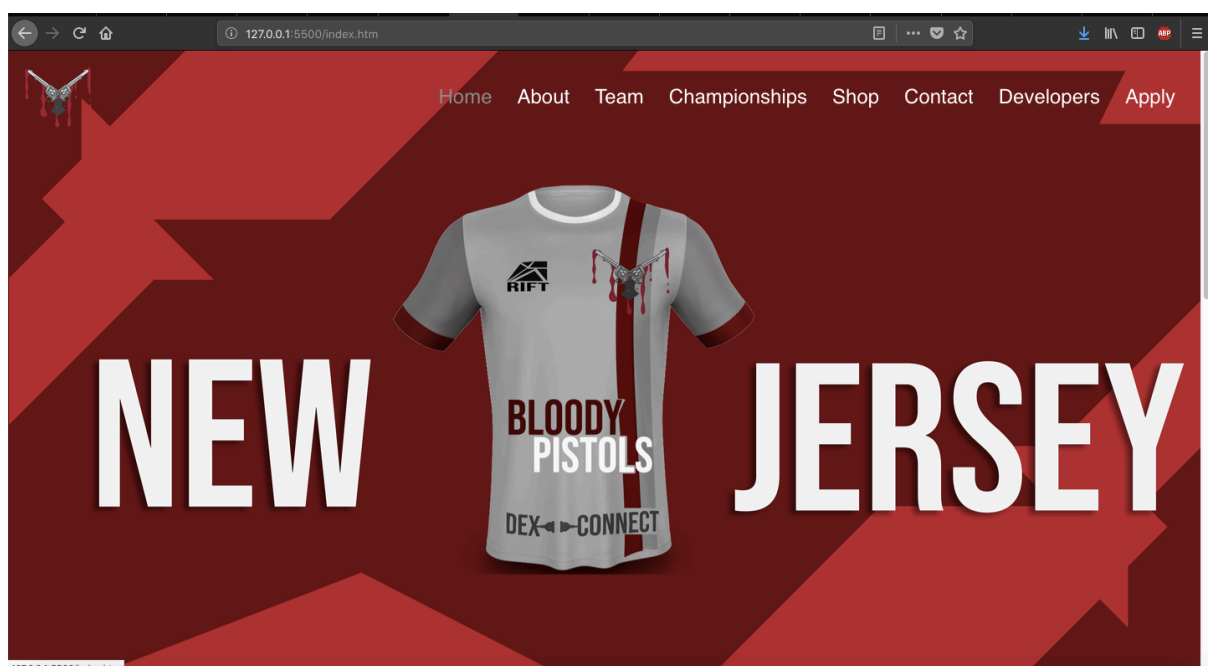 127.0.0.1:5500/index.htm
ABP
Home About Team Championships Shop Contact Developers Apply
RIFT
NEW JERSEY
BLOODY
PISTOLS
DEX CONNECT